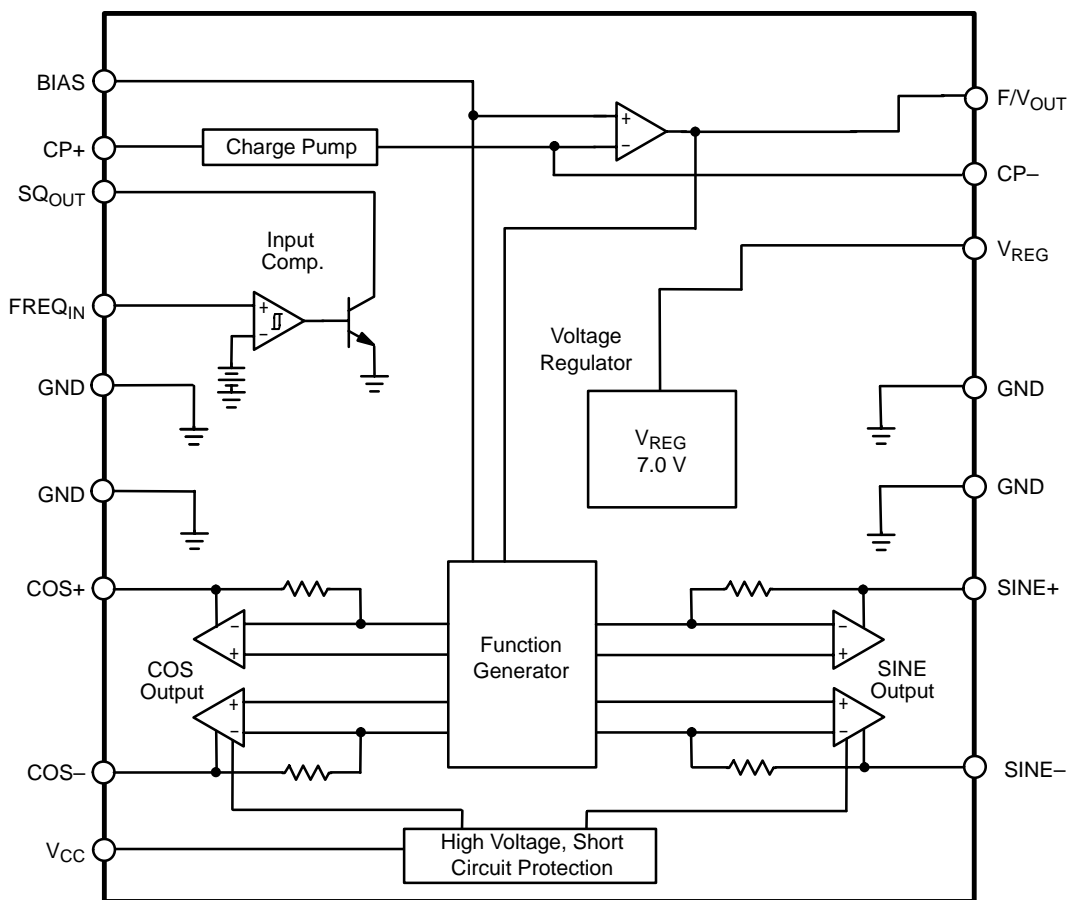 BIAS
F/VOUT
+
CP+
Charge Pump
−
CP−
SQOUT
Input
Comp.
VREG
FREQIN
+
−
Voltage
Regulator
GND
GND
VREG
7.0 V
GND
GND
COS+
SINE+
−
+
Function
Generator
−
+
COS
Output
SINE
Output
+
−
+
−
COS−
SINE−
VCC
High Voltage, Short
Circuit Protection